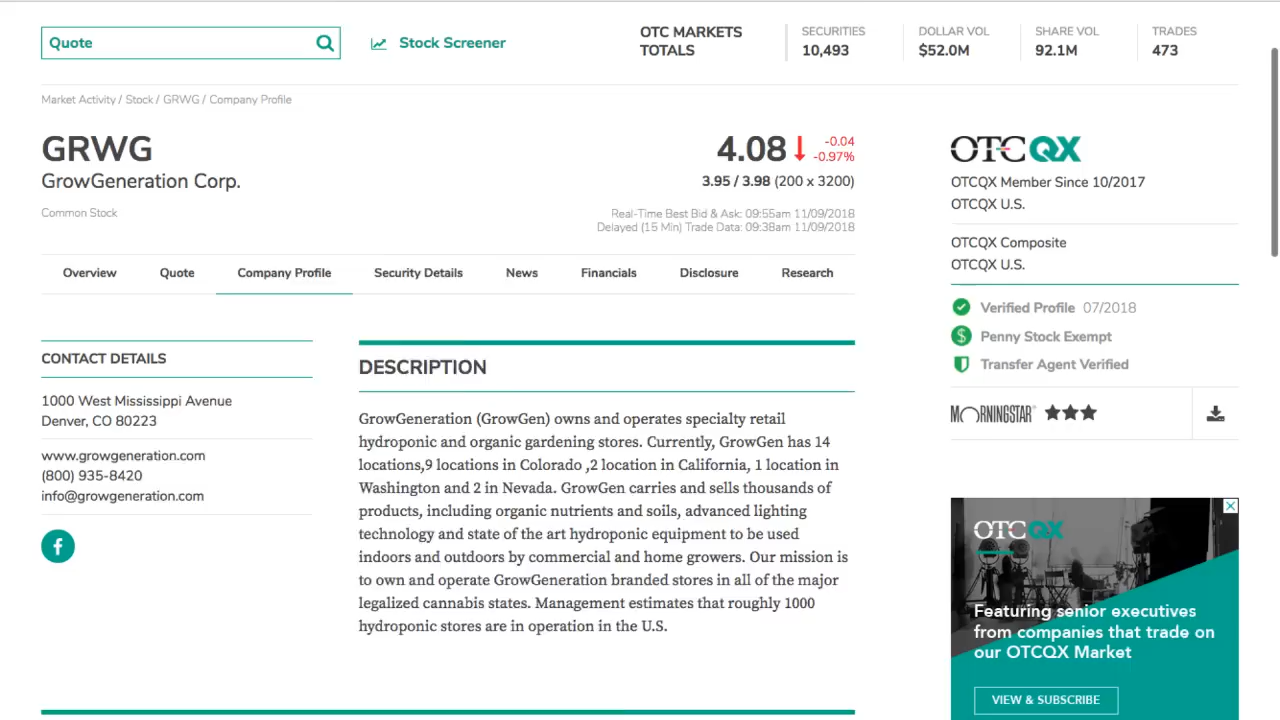 Quote
Stock Screener
OTC MARKETS
TOTALS
SECURITIES
10,493
DOLLAR VOL
$52.0M
SHARE VOL
92.1M
TRADES
473
Market Activity / Stock / GRWG / Company Profile
GRWG
GrowGeneration Corp.
Common Stock
4.08
-0.04
-0.97%
3.95 / 3.98 (200 x 3200)
Real-Time Best Bid & Ask: 09:55am 11/09/2018
Delayed (15 Min) Trade Data: 09:38am 11/09/2018
Overview Quote Company Profile Security Details News Financials Disclosure Research
CONTACT DETAILS
1000 West Mississippi Avenue
Denver, CO 80223
www.growgeneration.com
(800) 935-8420
info@growgeneration.com
DESCRIPTION
GrowGeneration (GrowGen) owns and operates specialty retail
hydroponic and organic gardening stores. Currently, GrowGen has 14
locations,9 locations in Colorado ,2 location in California, 1 location in
Washington and 2 in Nevada. GrowGen carries and sells thousands of
products, including organic nutrients and soils, advanced lighting
technology and state of the art hydroponic equipment to be used
indoors and outdoors by commercial and home growers. Our mission is
to own and operate GrowGeneration branded stores in all of the major
legalized cannabis states. Management estimates that roughly 1000
hydroponic stores are in operation in the U.S.
OTCQX
OTCQX Member Since 10/2017
OTCQX U.S.
OTCQX Composite
OTCQX U.S.
Verified Profile 07/2018
Penny Stock Exempt
Transfer Agent Verified
MORNINGSTAR
OTCQX
Featuring senior executives
from companies that trade on
our OTCQX Market
VIEW & SUBSCRIBE